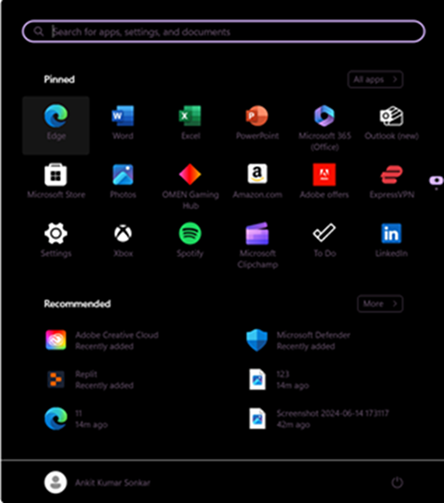 Search for apps, settings, and documents
Pinned
All apps
Edge
Word
Excel
PowerPoint
Microsoft 365
(Office)
Outlook (new)
Microsoft Store
Photos
OMEN Gaming
Hub
Amazon.com
Adobe offers
ExpressVPN
Settings
Xbox
Spotify
Microsoft
Clipchamp
To Do
LinkedIn
Recommended
More
Adobe Creative Cloud
Recently added
Microsoft Defender
Recently added
Replit
Recently added
123
14m ago
11
14m ago
Screenshot 2024-06-14 173117
42m ago
Ankit Kumar Sonkar